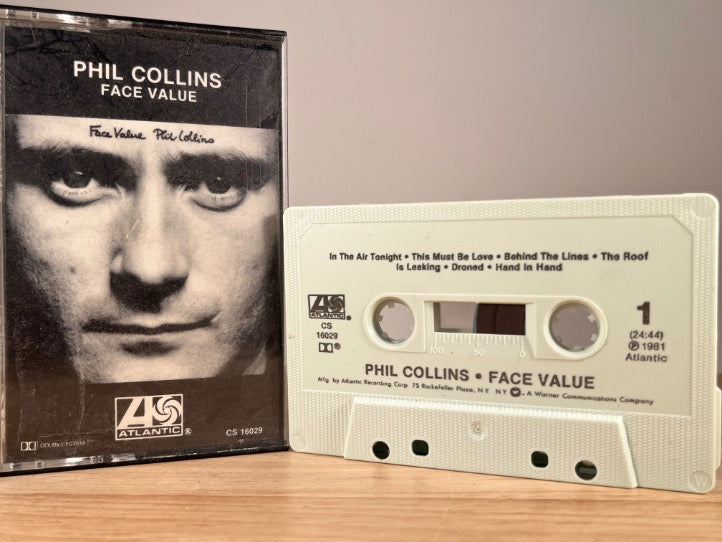 PHIL COLLINS
FACE VALUE
Face Value Phil Collins
ATLANTIC®
DOLBY SYSTEM
CS 16029
In The Air Tonight • This Must Be Love • Behind The Lines • The Roof
Is Leaking • Droned • Hand In Hand
ATLANTIC®
CS
16029
®
1
(24:44)
℗ 1981
Atlantic
100 50 0
PHIL COLLINS • FACE VALUE
Mfg. by Atlantic Recording Corp. 75 Rockefeller Plaza, N.Y. N.Y. W. A Warner Communications Company
W